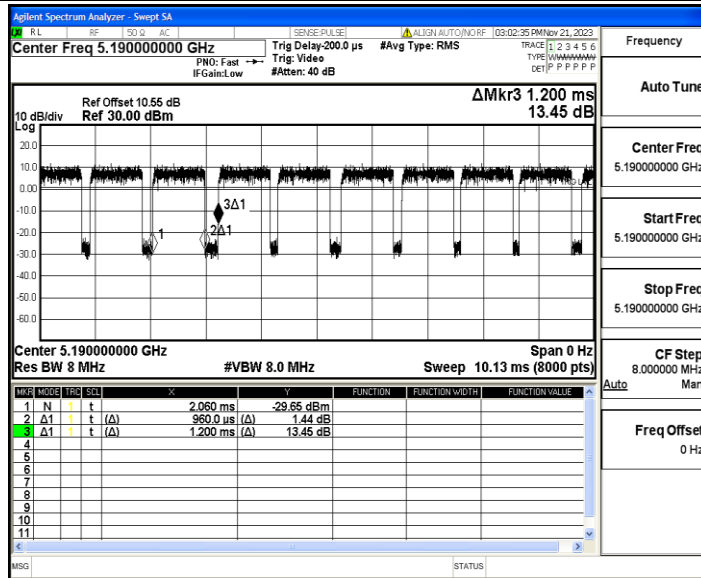 Agilent Spectrum Analyzer - Swept SA
RL RF 50 Ω AC SENSE:PULSE ALIGN AUTO/NO RF 03:02:35 PM Nov 21, 2023
Center Freq 5.190000000 GHz
PNO: Fast
IFGain:Low
Trig Delay-200.0 µs
Trig: Video
#Atten: 40 dB
#Avg Type: RMS
TRACE 1 2 3 4 5 6
TYPE WWWWWW
DET P P P P P P
Ref Offset 10.55 dB
Ref 30.00 dBm
10 dB/div
Log
ΔMkr3 1.200 ms
13.45 dB
20.0
10.0
0.00
-10.0
-20.0
-30.0
-40.0
-50.0
-60.0
3Δ1
2Δ1
1
Center 5.190000000 GHz Span 0 Hz
Res BW 8 MHz #VBW 8.0 MHz Sweep 10.13 ms (8000 pts)
MKR MODE TRC SCL X Y FUNCTION FUNCTION WIDTH FUNCTION VALUE
1 N 1 t 2.060 ms -29.65 dBm
2 Δ1 1 t (Δ) 960.0 µs (Δ) 1.44 dB
3 Δ1 1 t (Δ) 1.200 ms (Δ) 13.45 dB
4
5
6
7
8
9
10
11
MSG STATUS
Frequency
Auto Tune
Center Freq
5.190000000 GHz
Start Freq
5.190000000 GHz
Stop Freq
5.190000000 GHz
CF Step
8.000000 MHz
Auto Man
Freq Offset
0 Hz